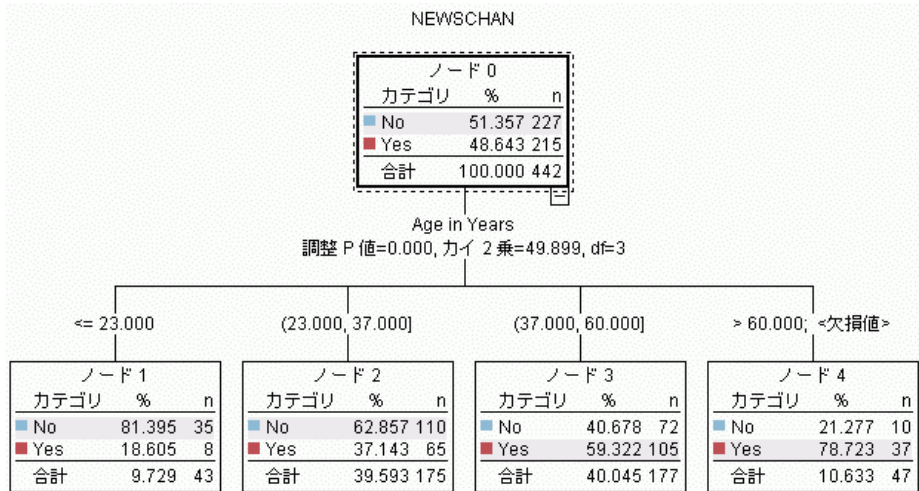 NEWSCHAN
ノード 0
カテゴリ % n
No 51.357 227
Yes 48.643 215
合計 100.000 442
Age in Years
調整 P 値=0.000, カイ 2 乗=49.899, df=3
<= 23.000
(23.000, 37.000]
(37.000, 60.000]
> 60.000; <欠損値>
ノード 1
カテゴリ % n
No 81.395 35
Yes 18.605 8
合計 9.729 43
ノード 2
カテゴリ % n
No 62.857 110
Yes 37.143 65
合計 39.593 175
ノード 3
カテゴリ % n
No 40.678 72
Yes 59.322 105
合計 40.045 177
ノード 4
カテゴリ % n
No 21.277 10
Yes 78.723 37
合計 10.633 47